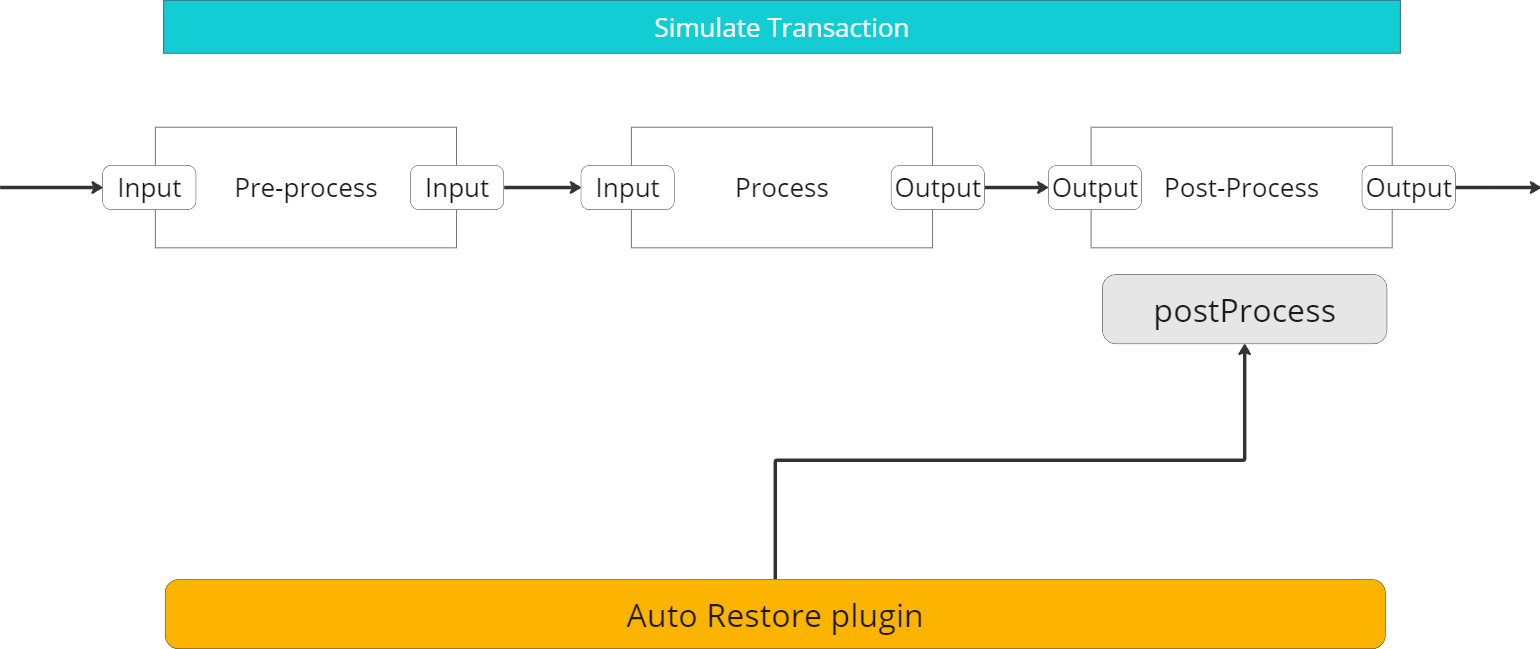 Simulate Transaction
Input Pre-process Input Input Process Output Output Post-Process Output
postProcess
Auto Restore plugin